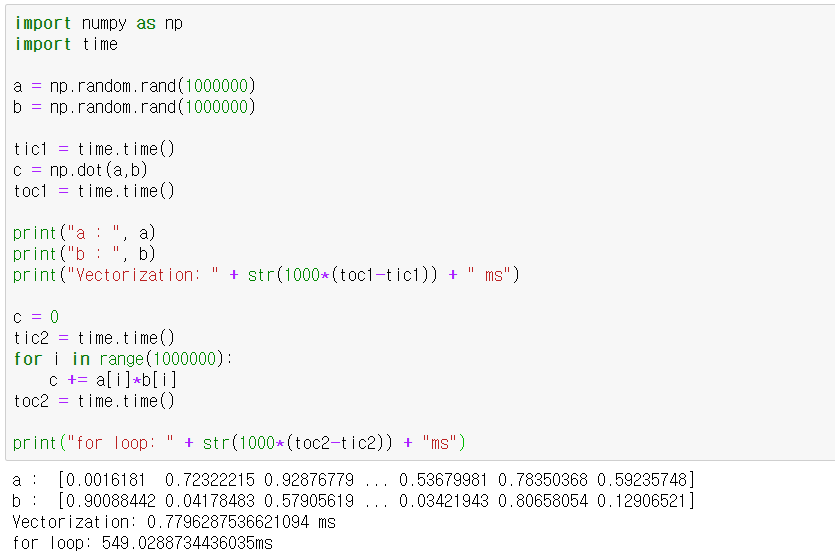 import numpy as np
import time
a = np.random.rand(1000000)
b = np.random.rand(1000000)
tic1 = time.time()
c = np.dot(a,b)
toc1 = time.time()
print("a : ", a)
print("b : ", b)
print("Vectorization: " + str(1000*(toc1-tic1)) + " ms")
c = 0
tic2 = time.time()
for i in range(1000000):
    c += a[i]*b[i]
toc2 = time.time()
print("for loop: " + str(1000*(toc2-tic2)) + "ms")
a :  [0.0016181  0.72322215 0.92876779 ... 0.53679981 0.78350368 0.59235748]
b :  [0.90088442 0.04178483 0.57905619 ... 0.03421943 0.80658054 0.12906521]
Vectorization: 0.7796287536621094 ms
for loop: 549.0288734436035ms